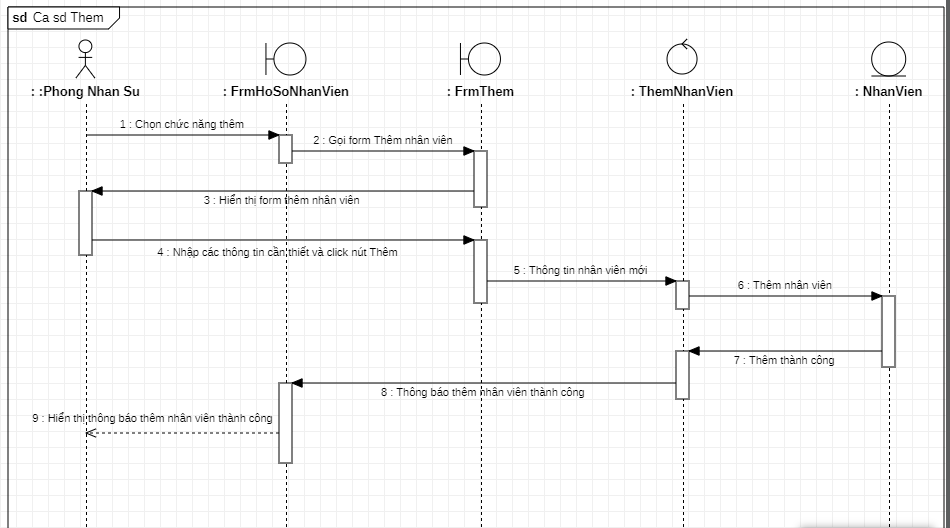 sd Ca sd Them
: :Phong Nhan Su
: FrmHoSoNhanVien
: FrmThem
: ThemNhanVien
: NhanVien
1 : Chọn chức năng thêm
2 : Gọi form Thêm nhân viên
3 : Hiển thị form thêm nhân viên
4 : Nhập các thông tin cần thiết và click nút Thêm
5 : Thông tin nhân viên mới
6 : Thêm nhân viên
7 : Thêm thành công
8 : Thông báo thêm nhân viên thành công
9 : Hiển thị thông báo thêm nhân viên thành công